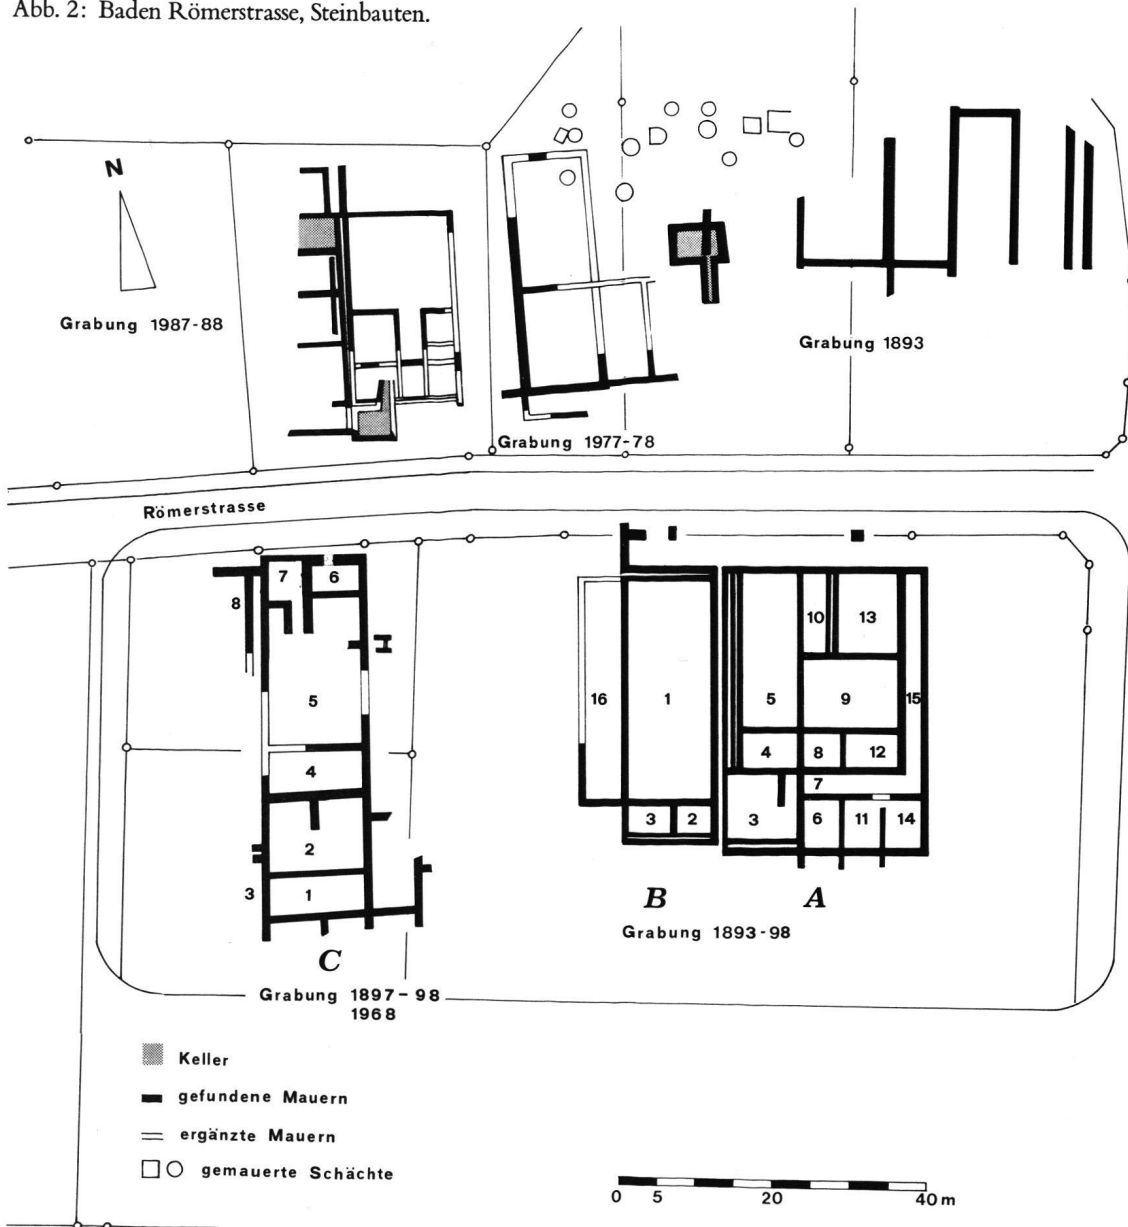 Abb. 2: Baden Römerstrasse, Steinbauten.
N
Grabung 1987-88
Grabung 1893
Grabung 1977-78
Römerstrasse
7
6
8
5
4
2
3
1
16
1
3
2
10
13
5
9
15
4
8
12
7
3
6
11
14
B
A
Grabung 1893-98
C
Grabung 1897-98
1968
Keller
gefundene Mauern
ergänzte Mauern
gemauerte Schächte
0 5 20 40 m